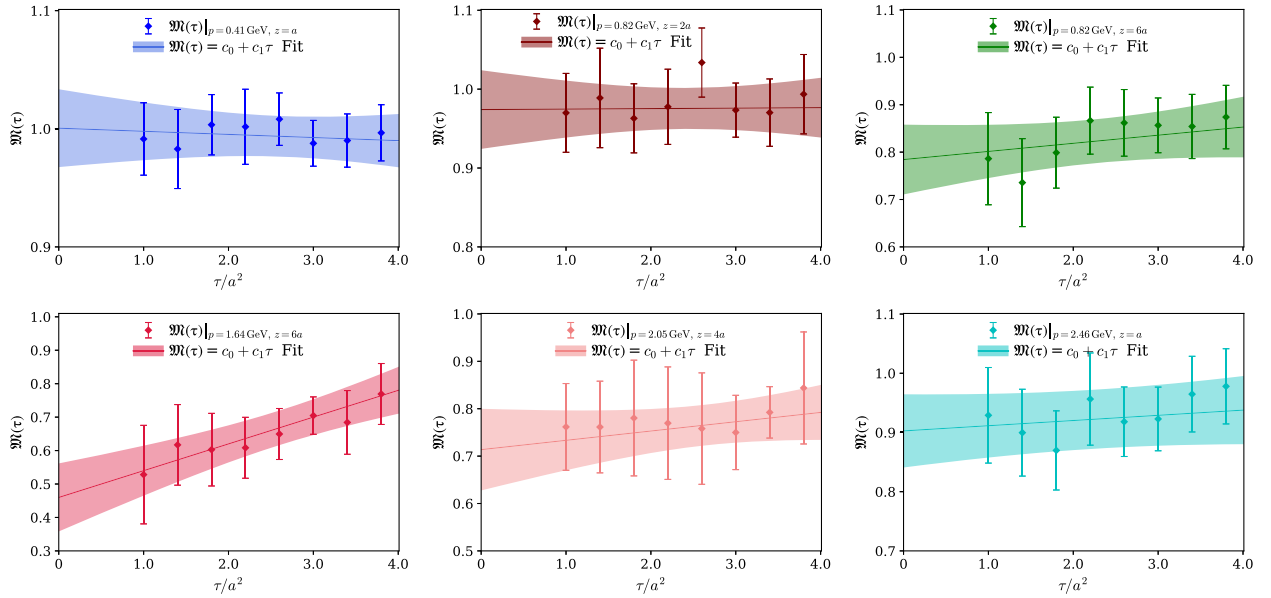 𝔐(τ)|p=0.41 GeV, z=a
𝔐(τ) = c₀ + c₁τ Fit
1.1
1.0
0.9
𝔐(τ)
0 1.0 2.0 3.0 4.0
τ/a²
𝔐(τ)|p=0.82 GeV, z=2a
𝔐(τ) = c₀ + c₁τ Fit
1.1
1.0
0.9
0.8
𝔐(τ)
0 1.0 2.0 3.0 4.0
τ/a²
𝔐(τ)|p=0.82 GeV, z=6a
𝔐(τ) = c₀ + c₁τ Fit
1.1
1.0
0.9
0.8
0.7
0.6
𝔐(τ)
0 1.0 2.0 3.0 4.0
τ/a²
𝔐(τ)|p=1.64 GeV, z=6a
𝔐(τ) = c₀ + c₁τ Fit
1.0
0.9
0.8
0.7
0.6
0.5
0.4
0.3
𝔐(τ)
0 1.0 2.0 3.0 4.0
τ/a²
𝔐(τ)|p=2.05 GeV, z=4a
𝔐(τ) = c₀ + c₁τ Fit
1.0
0.9
0.8
0.7
0.6
0.5
𝔐(τ)
0 1.0 2.0 3.0 4.0
τ/a²
𝔐(τ)|p=2.46 GeV, z=a
𝔐(τ) = c₀ + c₁τ Fit
1.1
1.0
0.9
0.8
0.7
𝔐(τ)
0 1.0 2.0 3.0 4.0
τ/a²